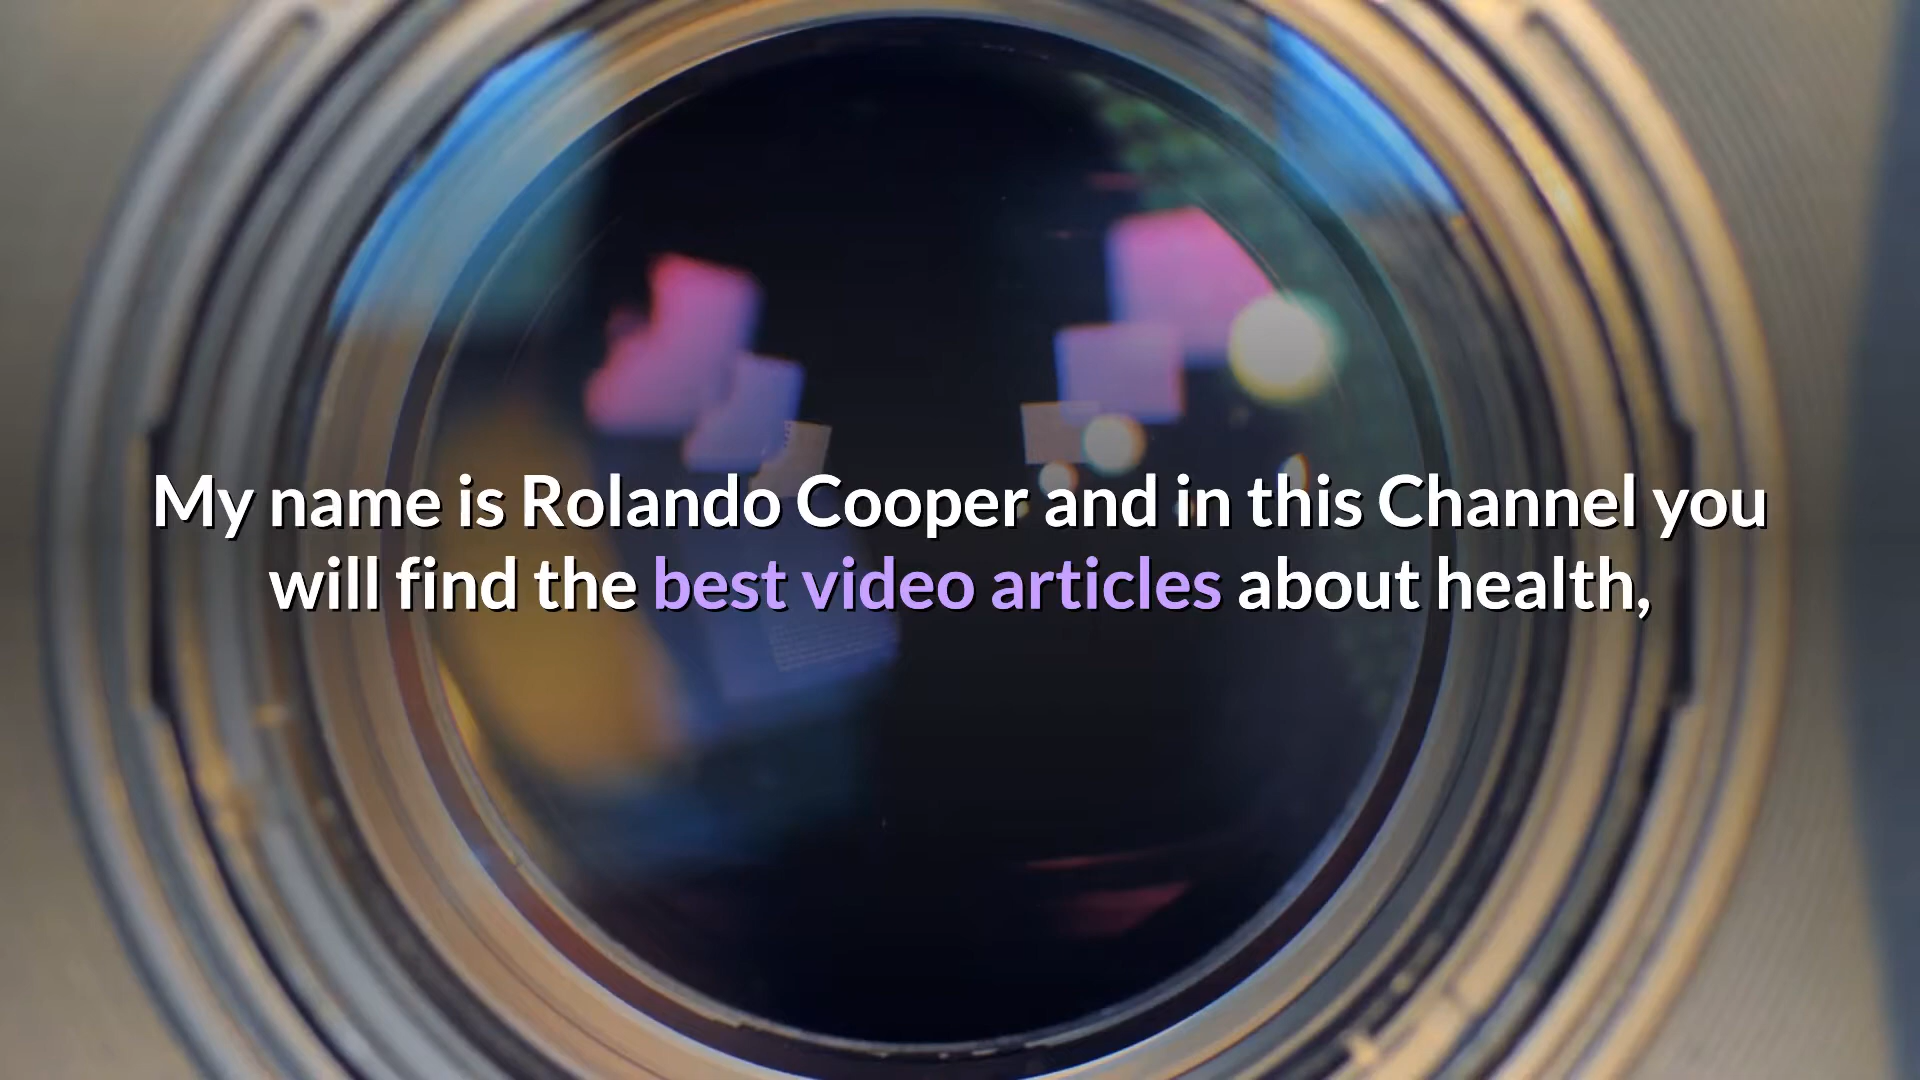 My name is Rolando Cooper and in this Channel you
will find the best video articles about health,